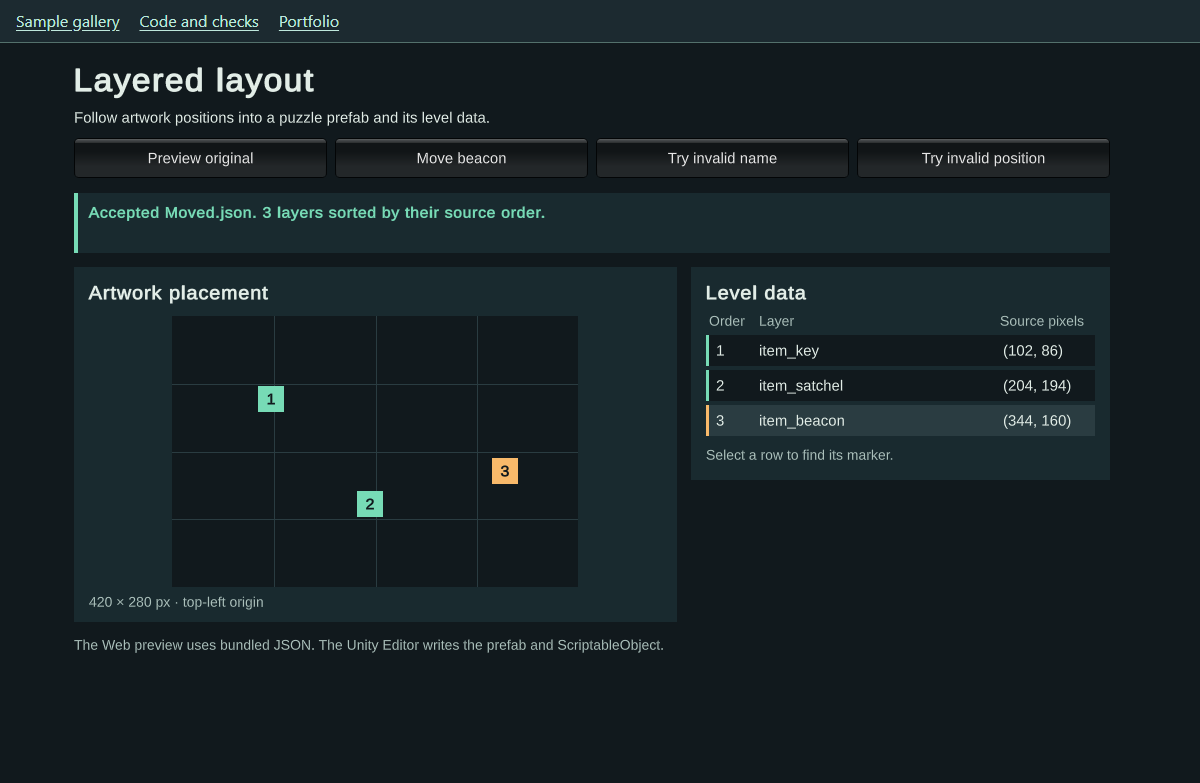 Sample gallery Code and checks Portfolio
Layered layout
Follow artwork positions into a puzzle prefab and its level data.
Preview original Move beacon Try invalid name Try invalid position
Accepted Moved.json. 3 layers sorted by their source order.
Artwork placement
1
3
2
420 × 280 px · top-left origin
Level data
Order Layer Source pixels
1 item_key (102, 86)
2 item_satchel (204, 194)
3 item_beacon (344, 160)
Select a row to find its marker.
The Web preview uses bundled JSON. The Unity Editor writes the prefab and ScriptableObject.